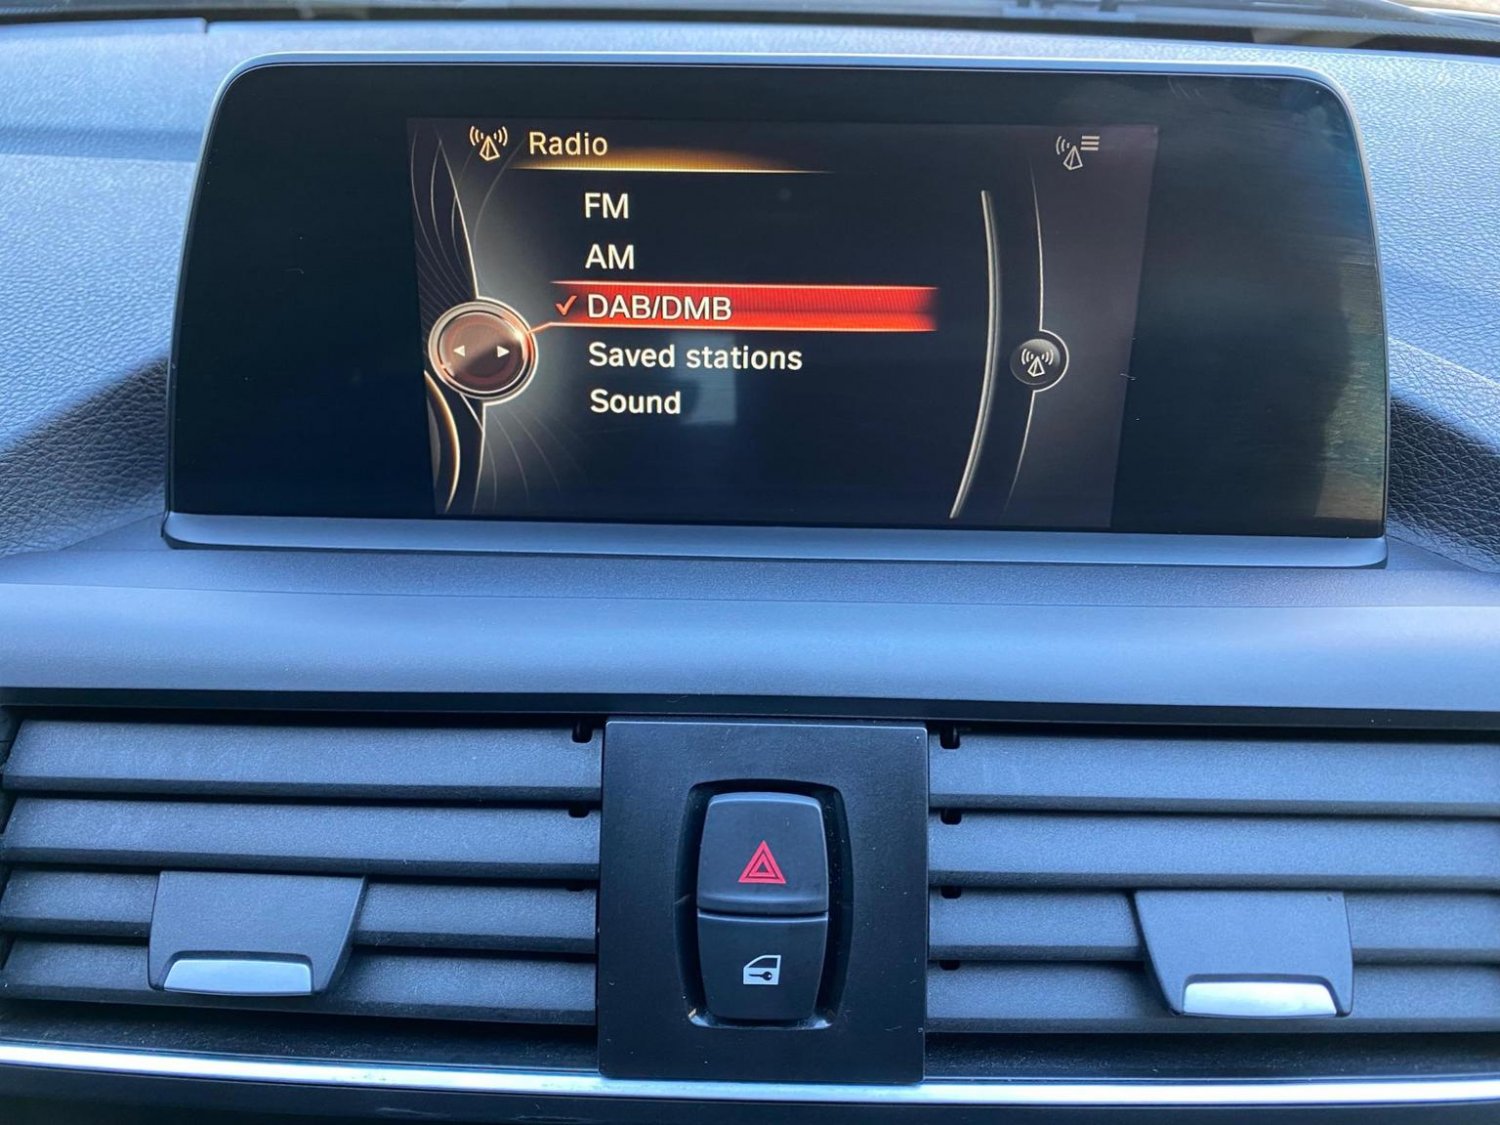 Radio
FM
AM
DAB/DMB
Saved stations
Sound